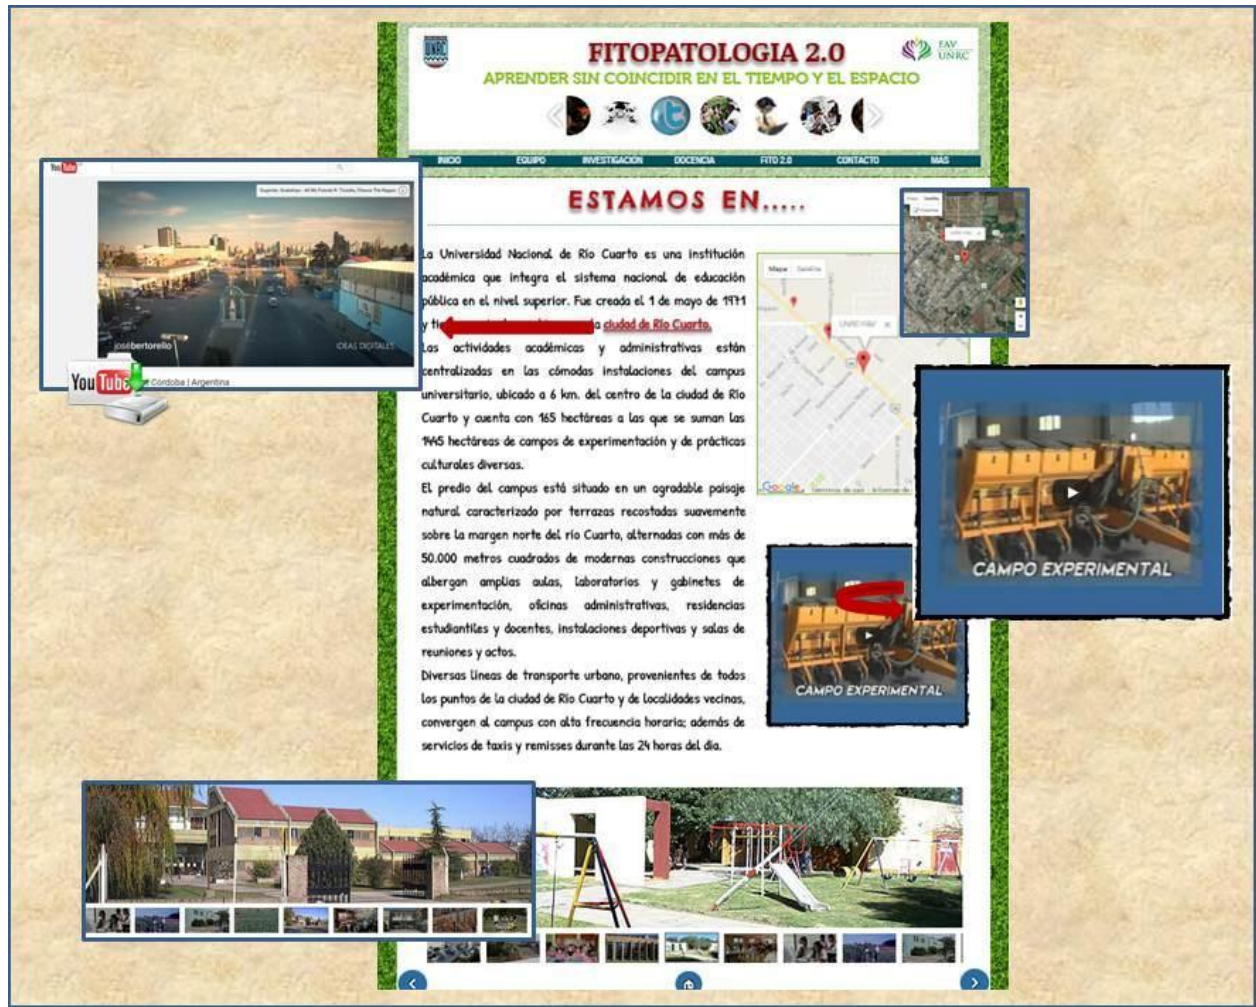 UNRC
FITOPATOLOGIA 2.0
FAV
UNRC
APRENDER SIN COINCIDIR EN EL TIEMPO Y EL ESPACIO
INICIO EQUIPO INVESTIGACIÓN DOCENCIA FITO 2.0 CONTACTO MÁS
ESTAMOS EN.....
You Tube
josébertorello
IDEAS DIGITALES
You Tube
Córdoba | Argentina
La Universidad Nacional de Río Cuarto es una institución
académica que integra el sistema nacional de educación
pública en el nivel superior. Fue creada el 1 de mayo de 1971
y ciudad de Río Cuarto.
Las actividades académicas y administrativas están
centralizadas en las cómodas instalaciones del campus
universitario, ubicado a 6 km. del centro de la ciudad de Río
Cuarto y cuenta con 165 hectáreas a las que se suman las
1445 hectáreas de campos de experimentación y de prácticas
culturales diversas.
El predio del campus está situado en un agradable paisaje
natural caracterizado por terrazas recostadas suavemente
sobre la margen norte del río Cuarto, alternadas con más de
50.000 metros cuadrados de modernas construcciones que
albergan amplias aulas, laboratorios y gabinetes de
experimentación, oficinas administrativas, residencias
estudiantiles y docentes, instalaciones deportivas y salas de
reuniones y actos.
Diversas líneas de transporte urbano, provenientes de todos
los puntos de la ciudad de Río Cuarto y de localidades vecinas,
convergen al campus con alta frecuencia horaria; además de
servicios de taxis y remisses durante las 24 horas del día.
Mapa Satélite
UNRC FAV
Google
CAMPO EXPERIMENTAL
CAMPO EXPERIMENTAL